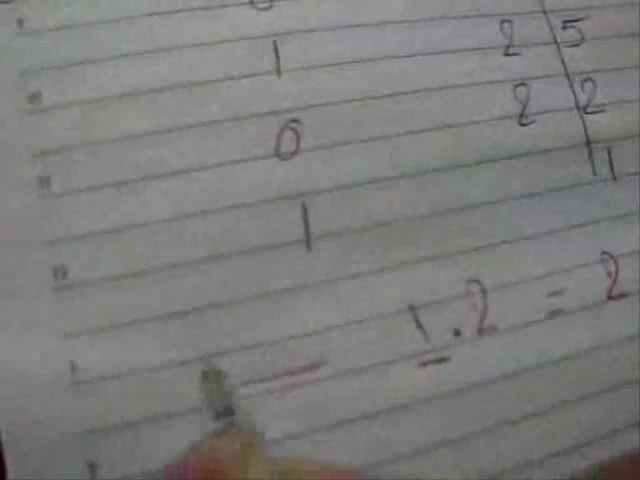 1 2 5
0 2 2
1 1
1.2 = 2